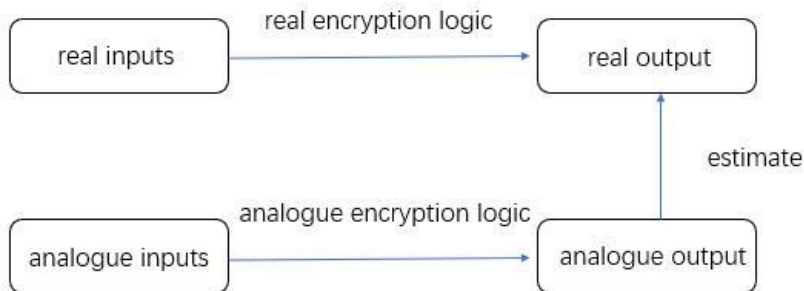 real encryption logic
real inputs
real output
estimate
analogue encryption logic
analogue inputs
analogue output